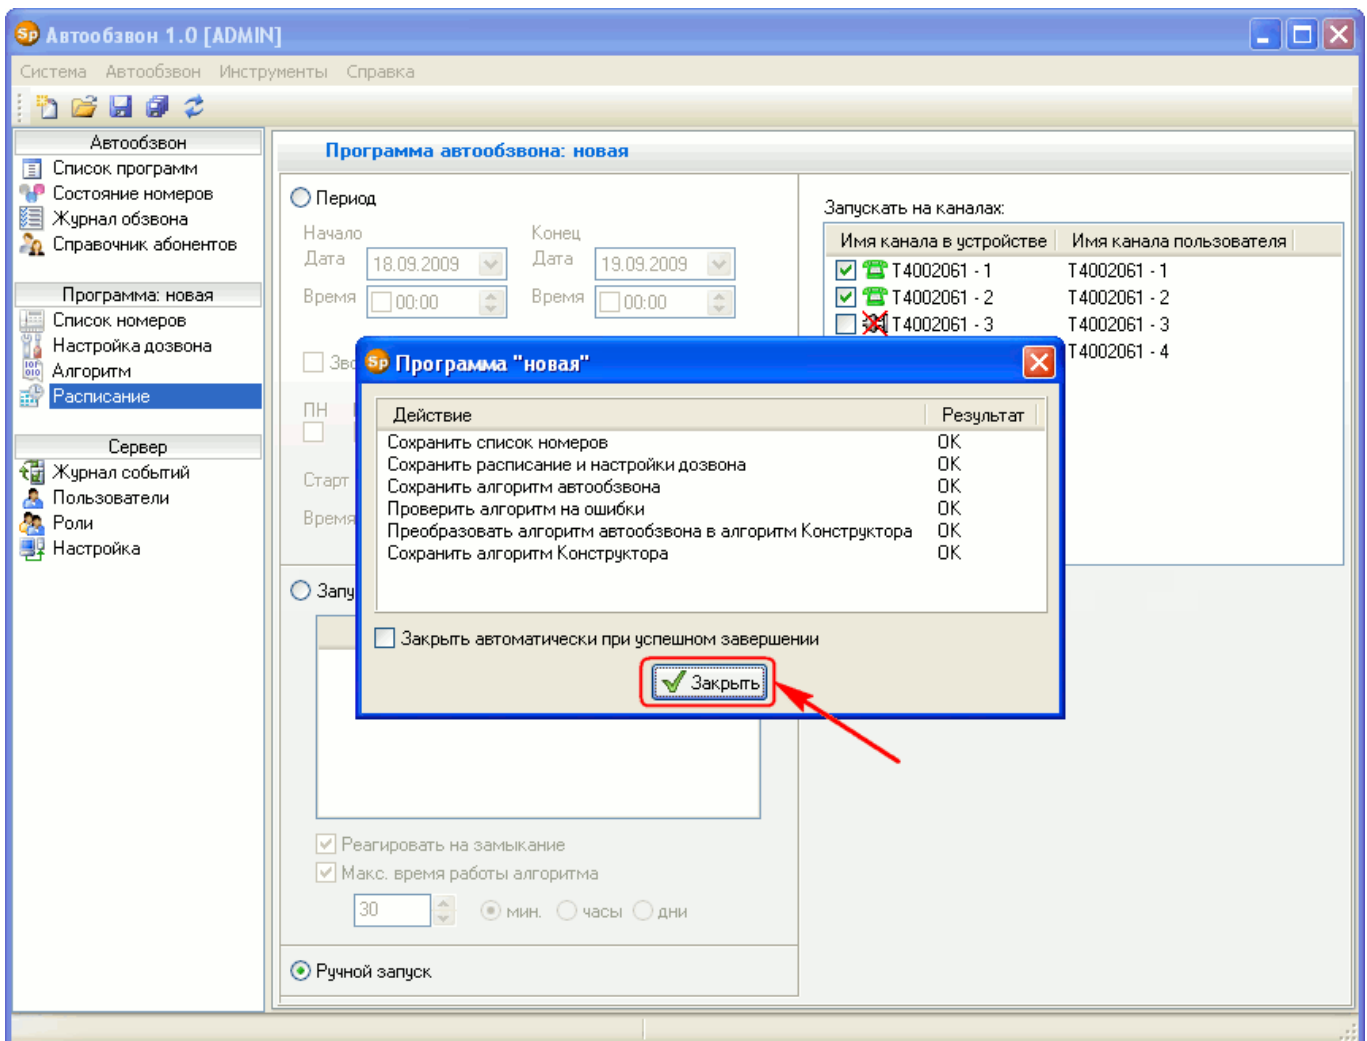 Sp Автообзвон 1.0 [ADMIN]
Система Автообзвон Инструменты Справка
Автообзвон
Список программ
Состояние номеров
Журнал обзвона
Справочник абонентов
Программа: новая
Список номеров
Настройка дозвона
Алгоритм
Расписание
Сервер
Журнал событий
Пользователи
Роли
Настройка
Программа автообзвона: новая
Период
Начало Конец
Дата 18.09.2009 Дата 19.09.2009
Время 00:00 Время 00:00
Зво
ПН
Старт
Время
Запу
Реагировать на замыкание
Макс. время работы алгоритма
30 мин. часы дни
Ручной запуск
Запускать на каналах:
Имя канала в устройстве Имя канала пользователя
T4002061 - 1 T4002061 - 1
T4002061 - 2 T4002061 - 2
T4002061 - 3 T4002061 - 3
T4002061 - 4
Sp Программа "новая"
Действие Результат
Сохранить список номеров OK
Сохранить расписание и настройки дозвона OK
Сохранить алгоритм автообзвона OK
Проверить алгоритм на ошибки OK
Преобразовать алгоритм автообзвона в алгоритм Конструктора OK
Сохранить алгоритм Конструктора OK
Закрыть автоматически при успешном завершении
Закрыть